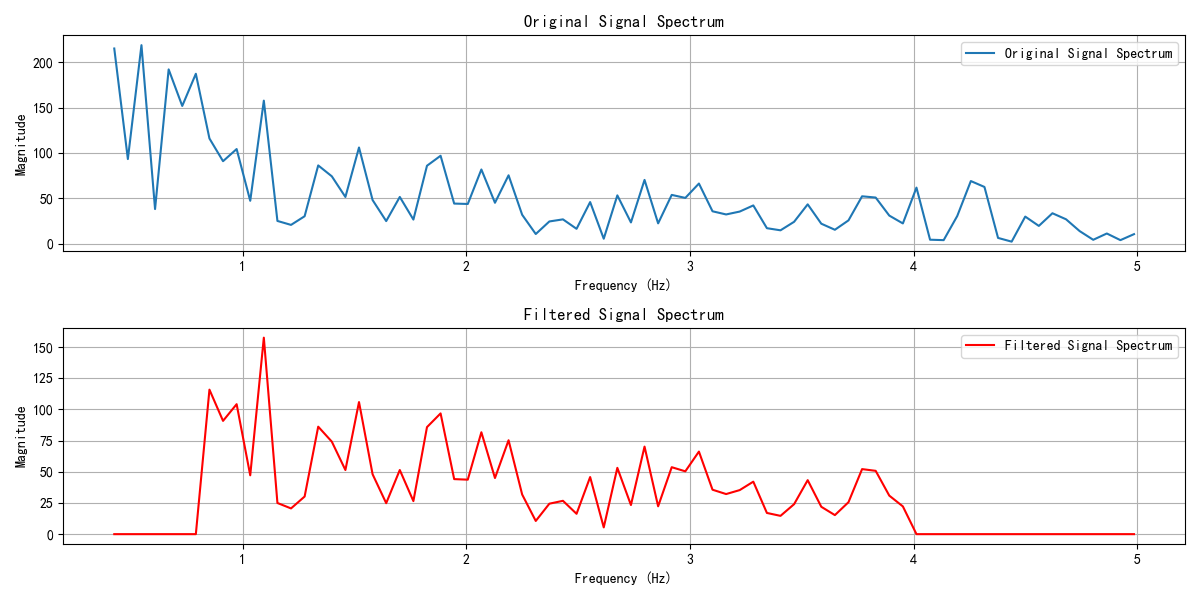 Original Signal Spectrum
Original Signal Spectrum
200
150
100
50
0
Magnitude
1 2 3 4 5
Frequency (Hz)
Filtered Signal Spectrum
Filtered Signal Spectrum
150
125
100
75
50
25
0
Magnitude
1 2 3 4 5
Frequency (Hz)